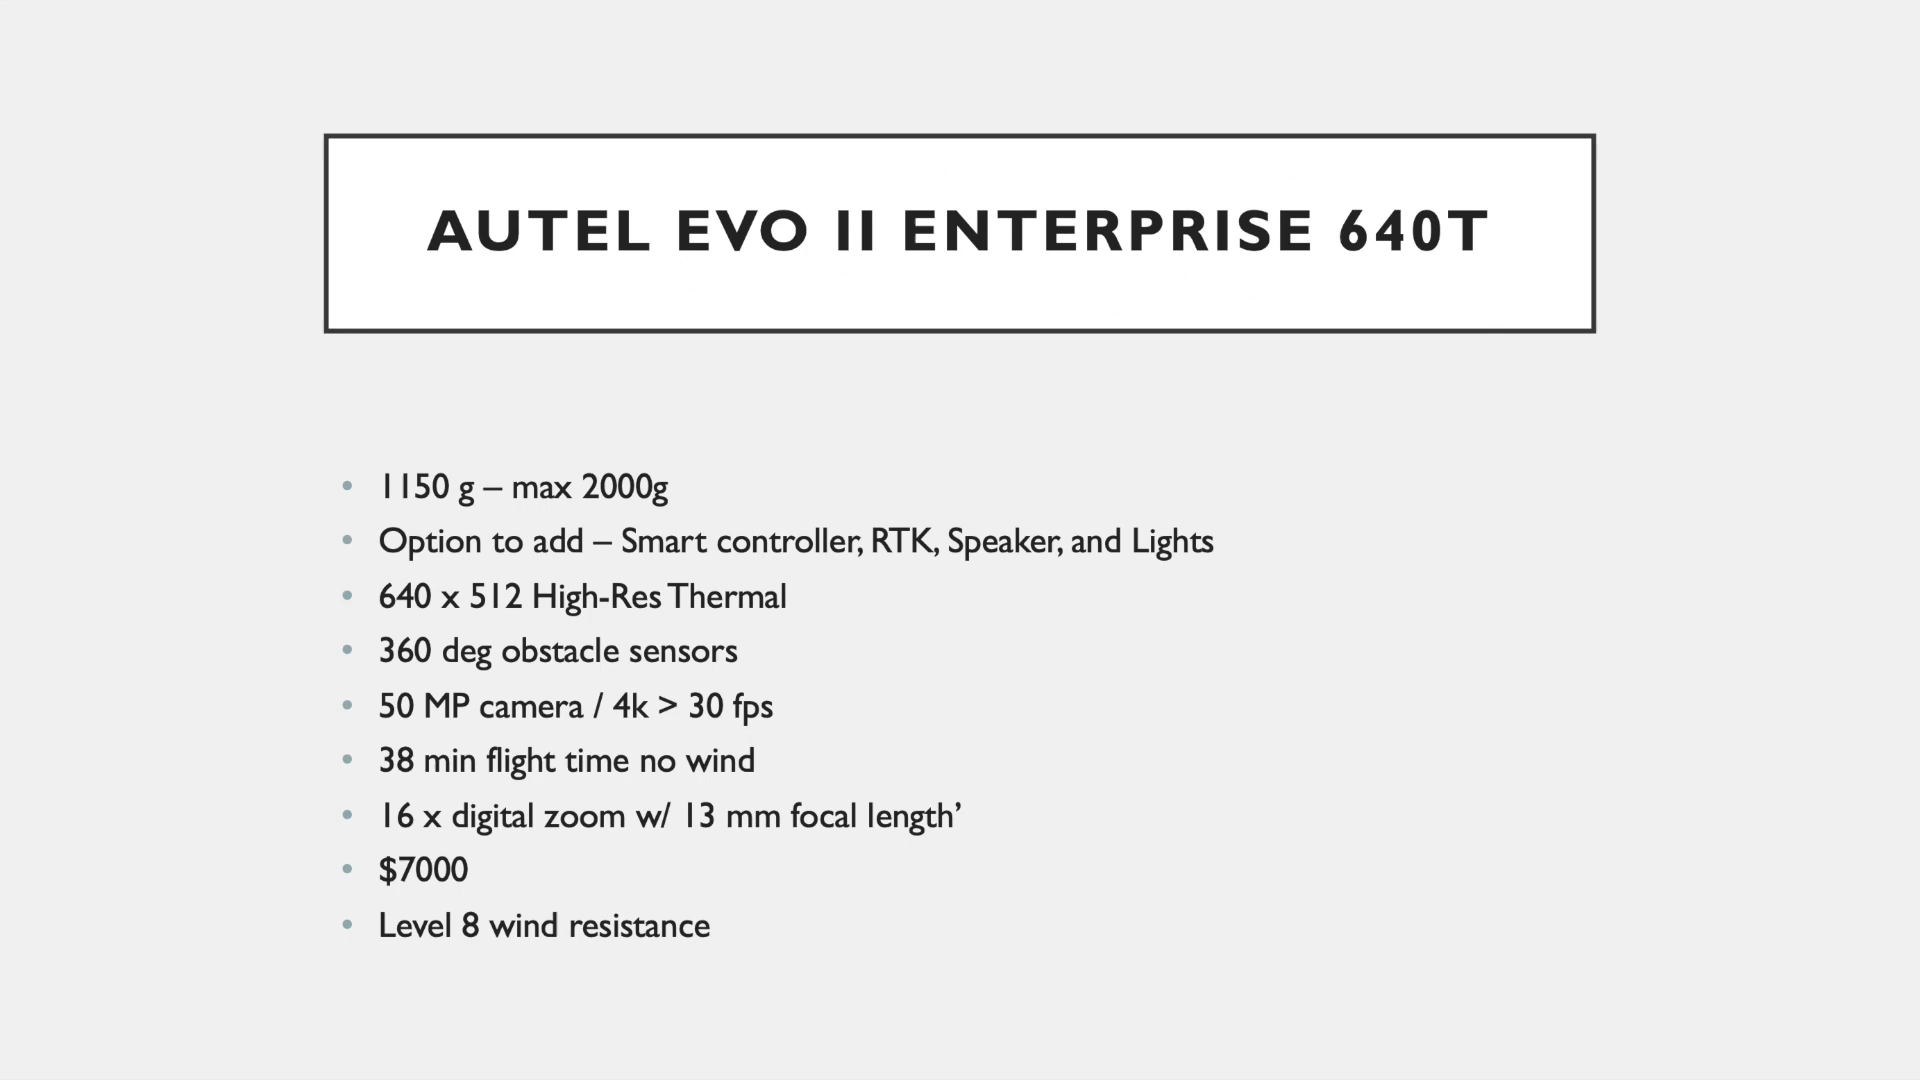 AUTEL EVO II ENTERPRISE 640T
• 1150 g – max 2000g
• Option to add – Smart controller, RTK, Speaker, and Lights
• 640 x 512 High-Res Thermal
• 360 deg obstacle sensors
• 50 MP camera / 4k > 30 fps
• 38 min flight time no wind
• 16 x digital zoom w/ 13 mm focal length’
• $7000
• Level 8 wind resistance